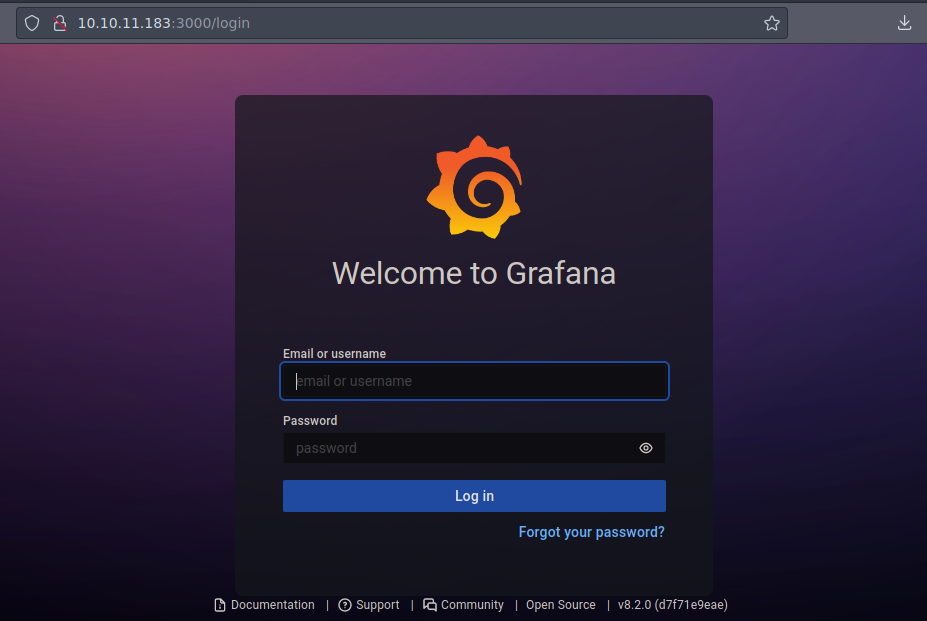 10.10.11.183:3000/login
Welcome to Grafana
Email or username
email or username
Password
password
Log in
Forgot your password?
Documentation | Support | Community | Open Source | v8.2.0 (d7f71e9eae)